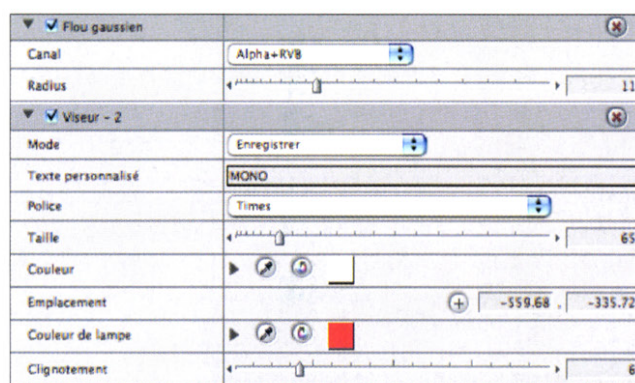 Flou gaussien
Canal Alpha+RVB
Radius 11
Viseur - 2
Mode Enregistrer
Texte personnalisé MONO
Police Times
Taille 65
Couleur
Emplacement -559.68 , -335.72
Couleur de lampe
Clignotement 6